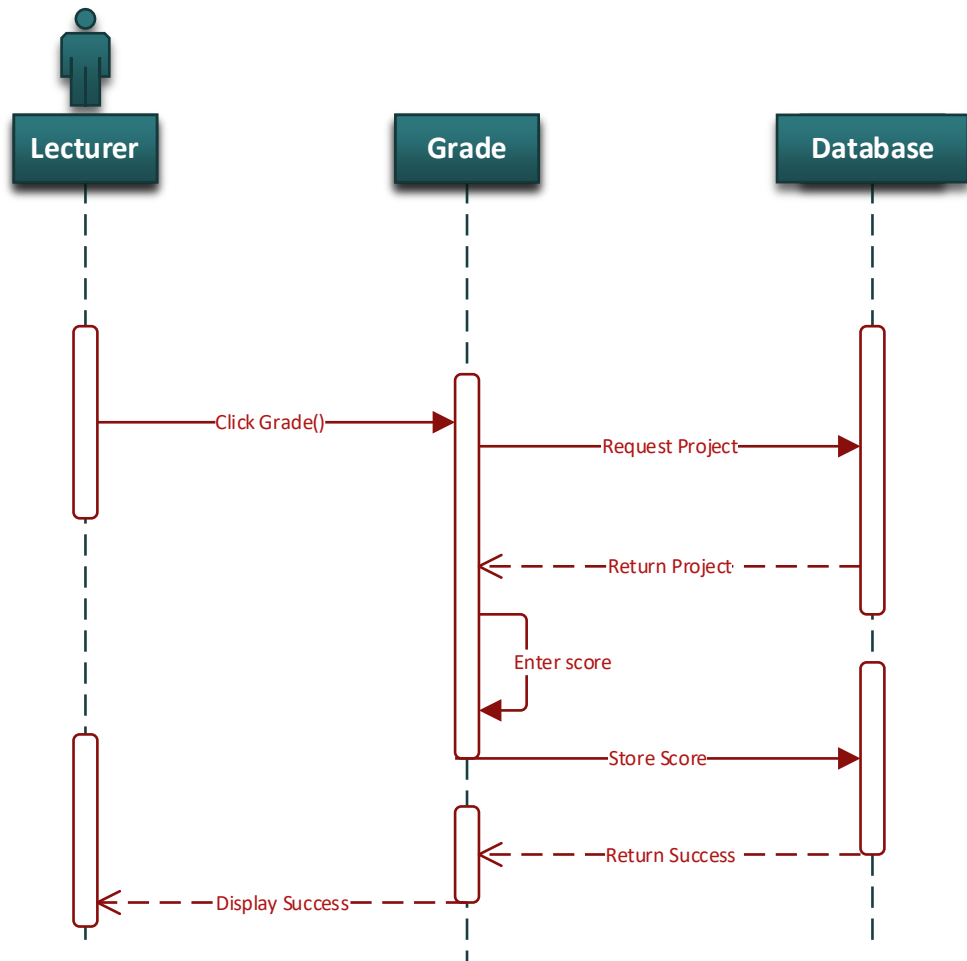 Lecturer
Grade
Database
Click Grade()
Request Project
Return Project
Enter score
Store Score
Return Success
Display Success